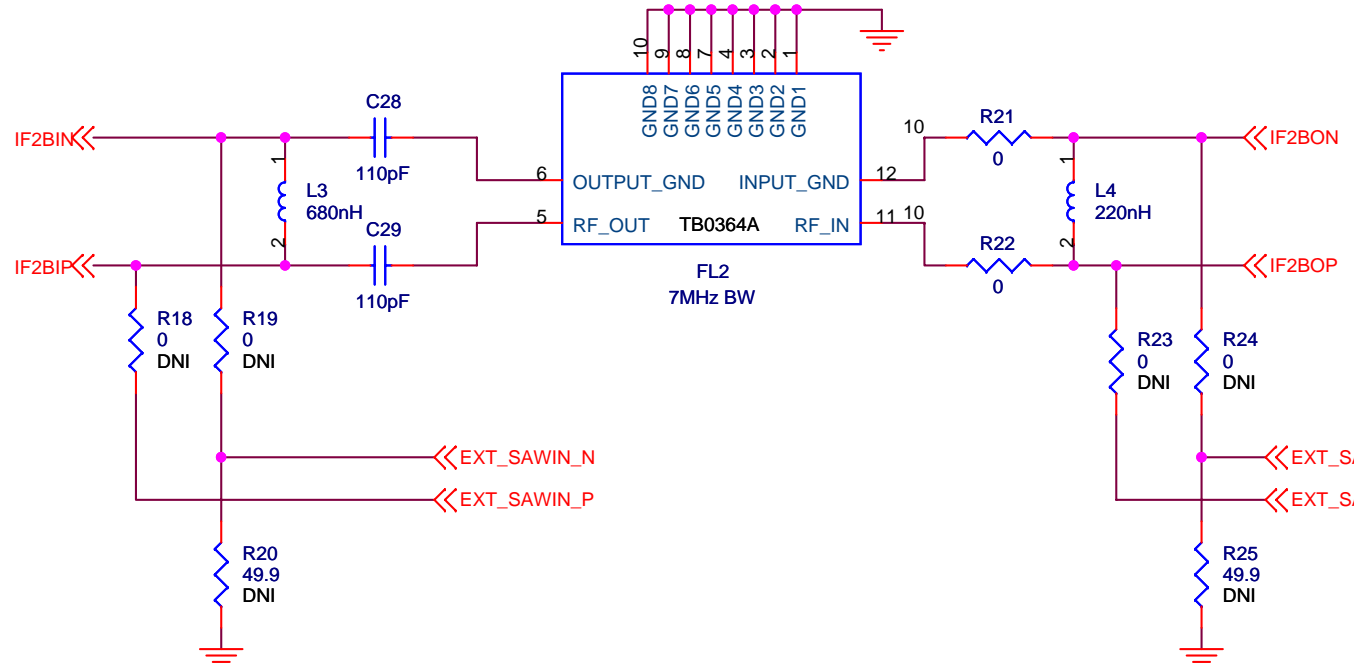 10
9
8
7
4
3
2
1
GND8
GND7
GND6
GND5
GND4
GND3
GND2
GND1
C28
110pF
IF2BIN
1
L3
680nH
2
6
OUTPUT_GND
INPUT_GND
12
5
RF_OUT
TB0364A
RF_IN
11
10
10
R21
0
IF2BON
1
L4
220nH
2
C29
110pF
IF2BIP
FL2
7MHz BW
R22
0
IF2BOP
R18
0
DNI
R19
0
DNI
R23
0
DNI
R24
0
DNI
EXT_SAWIN_N
EXT_SAWIN_P
EXT_SA
EXT_SA
R20
49.9
DNI
R25
49.9
DNI